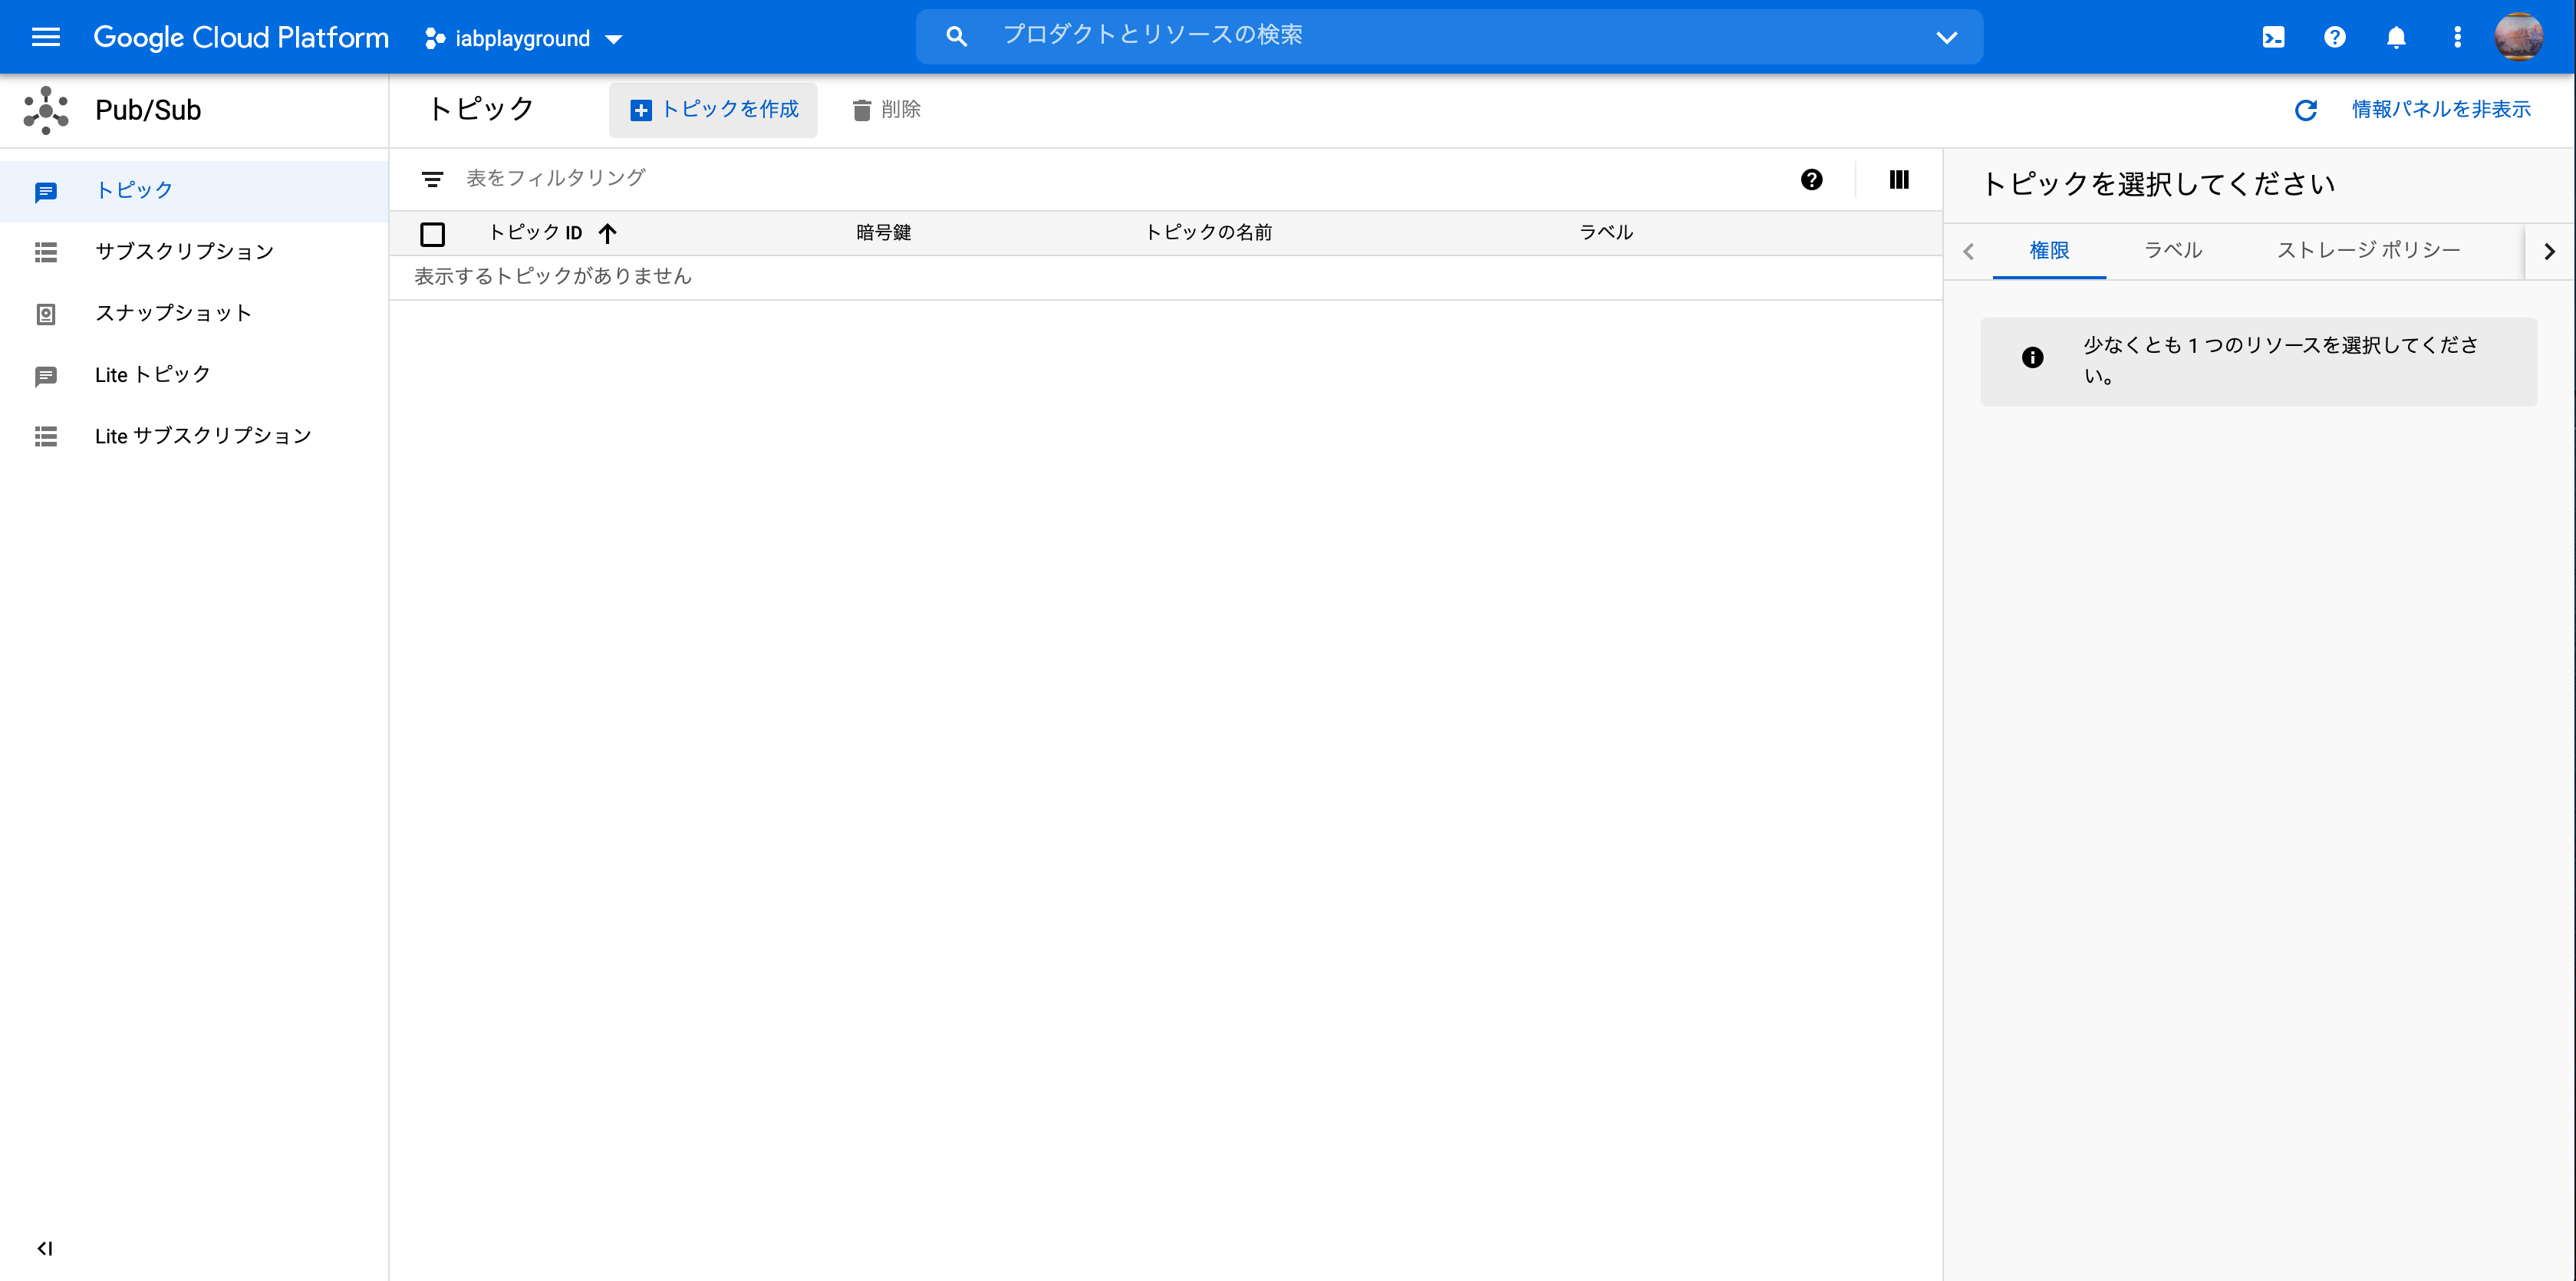 Google Cloud Platform
iabplayground
プロダクトとリソースの検索
Pub/Sub
トピック
トピックを作成
削除
情報パネルを非表示
トピック
サブスクリプション
スナップショット
Lite トピック
Lite サブスクリプション
表をフィルタリング
トピック ID
暗号鍵
トピックの名前
ラベル
表示するトピックがありません
トピックを選択してください
権限
ラベル
ストレージ ポリシー
少なくとも 1 つのリソースを選択してくださ
い。